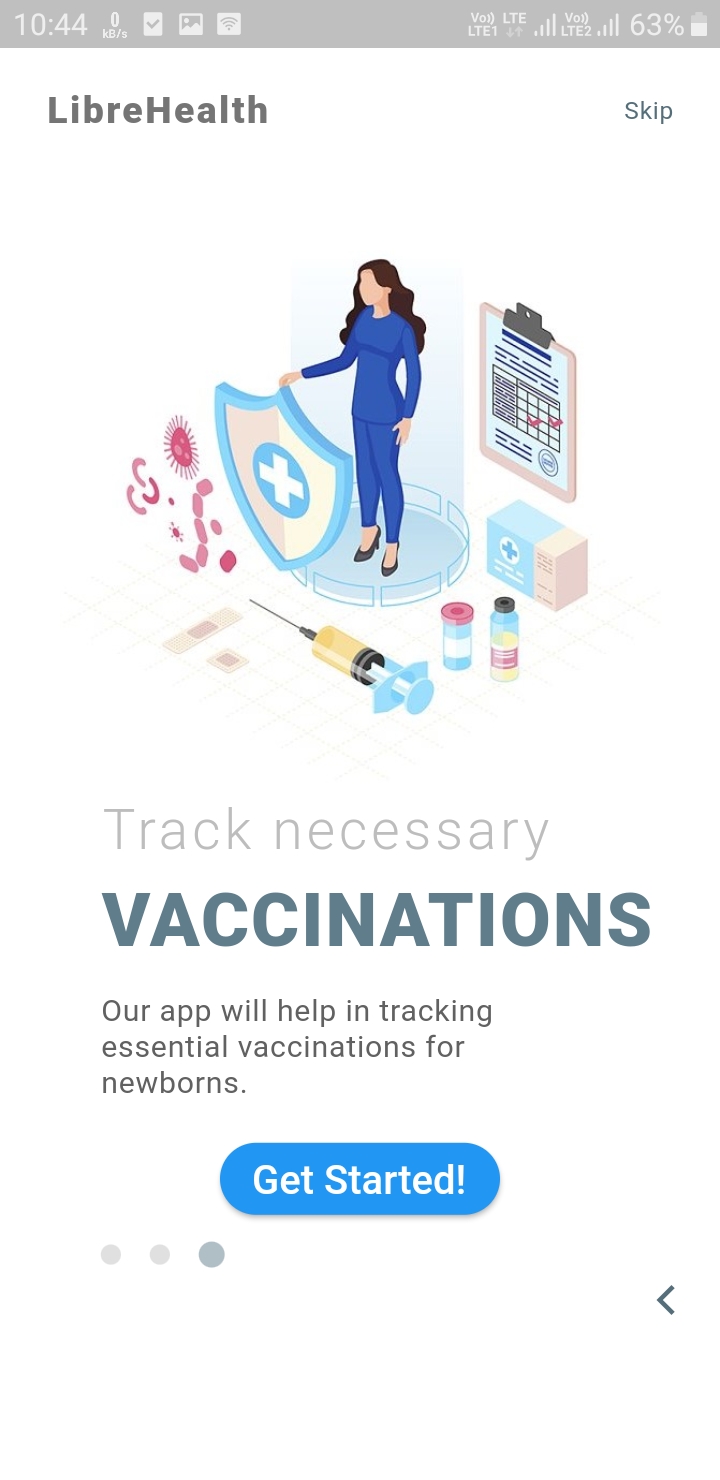 10:44 0 kB/s Vo) LTE1 LTE Vo) LTE2 63%
LibreHealth
Skip
Track necessary
VACCINATIONS
Our app will help in tracking
essential vaccinations for
newborns.
Get Started!